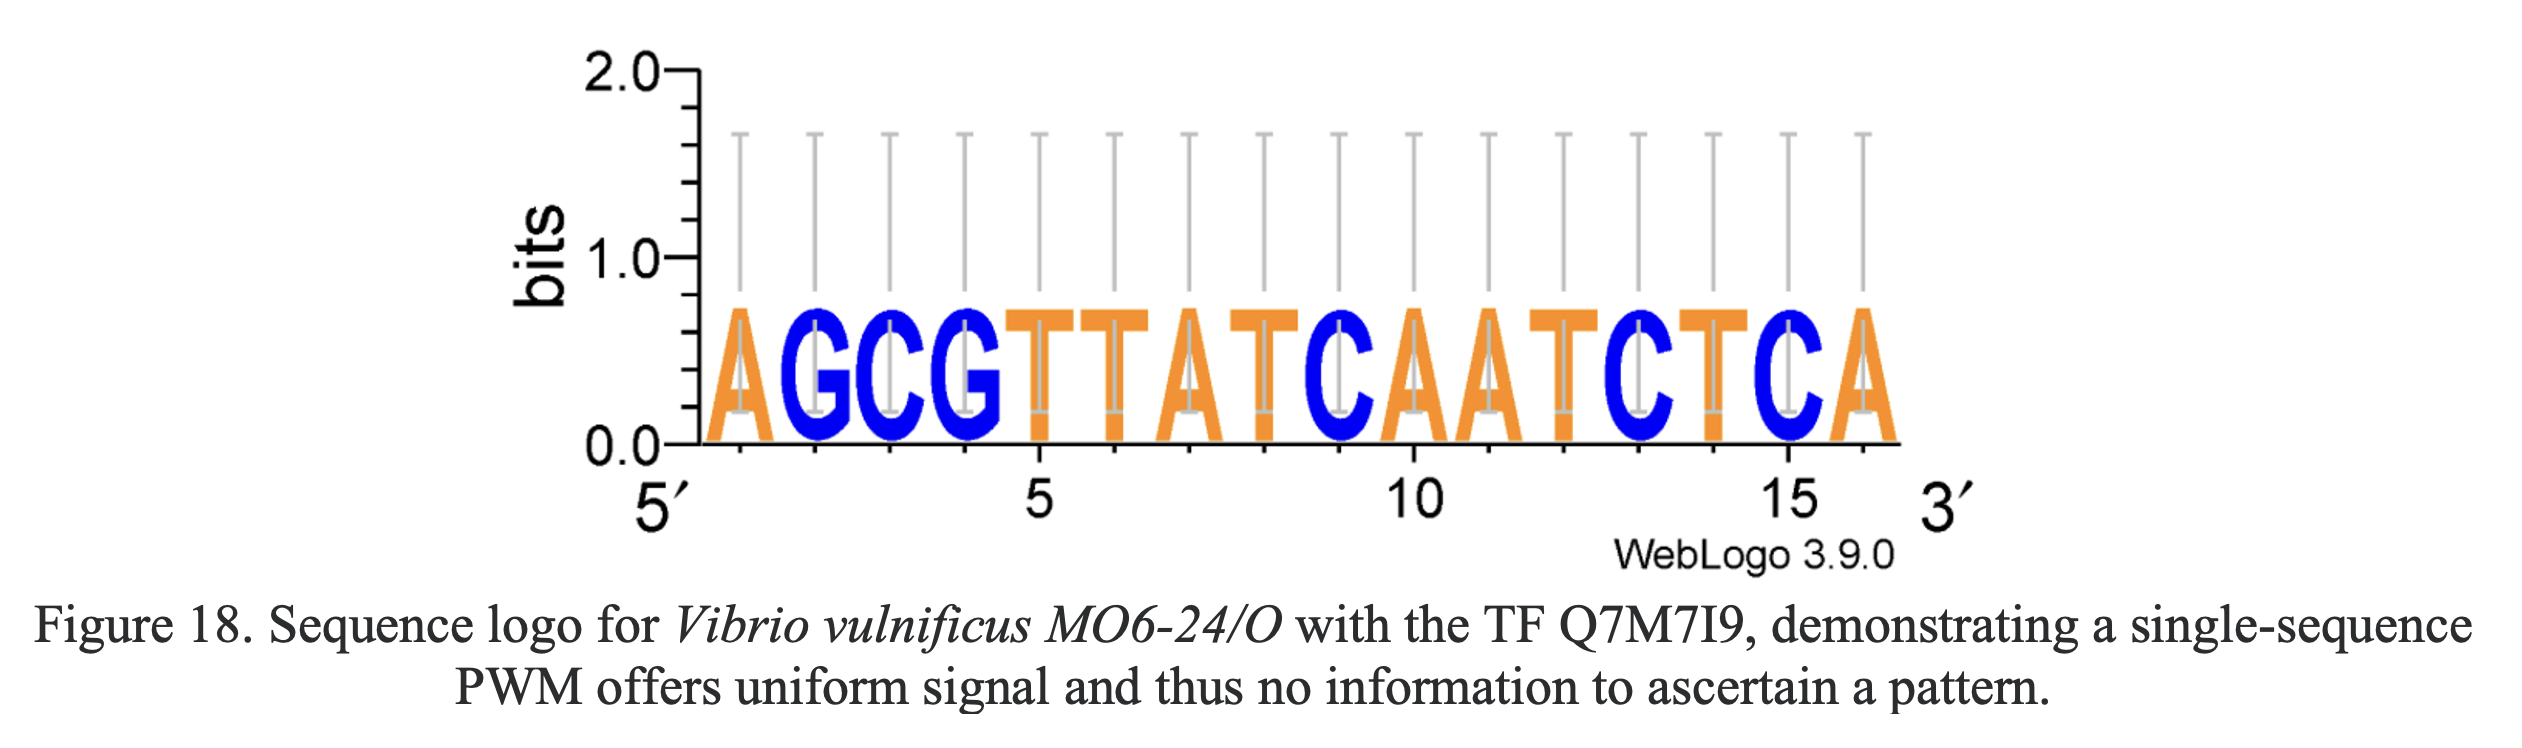 2.0
bits
1.0
0.0
AGCGTTATCAATCTCA
5′ 5 10 15 3′
WebLogo 3.9.0
Figure 18. Sequence logo for Vibrio vulnificus MO6-24/O with the TF Q7M7I9, demonstrating a single-sequence
PWM offers uniform signal and thus no information to ascertain a pattern.